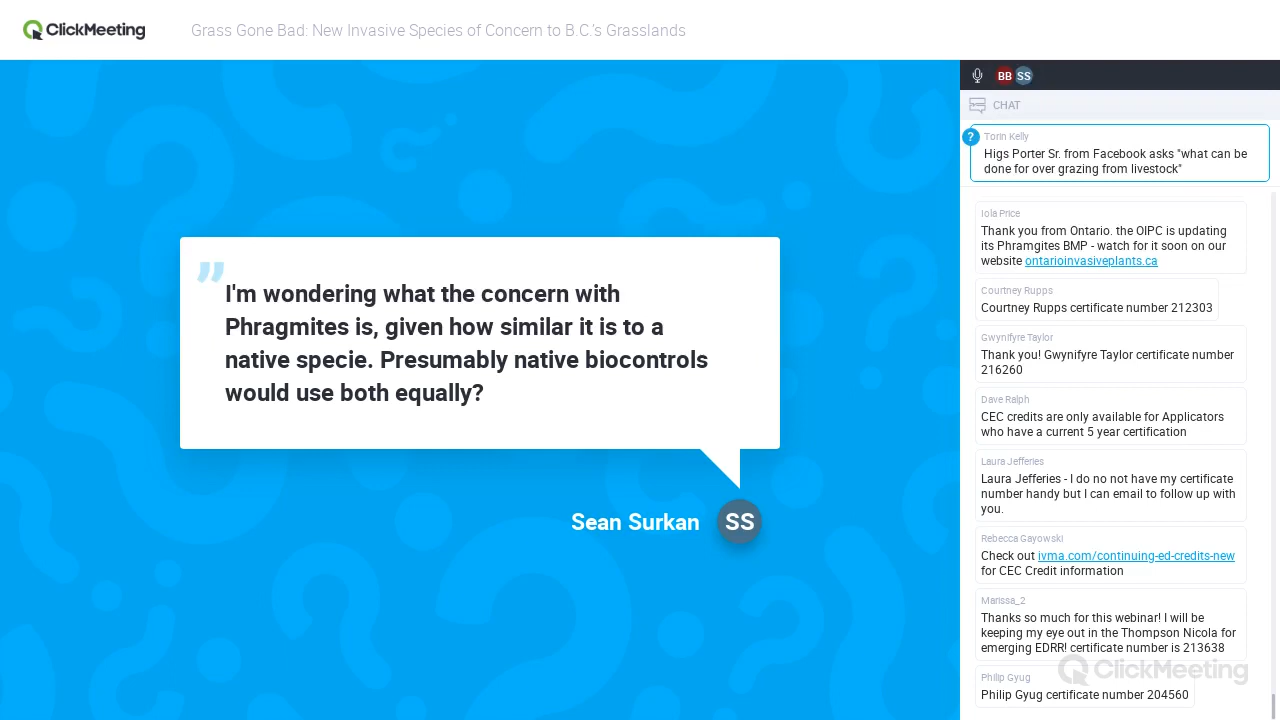 ClickMeeting
Grass Gone Bad: New Invasive Species of Concern to B.C.'s Grasslands
BB SS
CHAT
?
Torin Kelly
Higs Porter Sr. from Facebook asks "what can be
done for over grazing from livestock"
"
I'm wondering what the concern with
Phragmites is, given how similar it is to a
native specie. Presumably native biocontrols
would use both equally?
Sean Surkan
SS
Iola Price
Thank you from Ontario. the OIPC is updating
its Phramgites BMP - watch for it soon on our
website ontarioinvasiveplants.ca
Courtney Rupps
Courtney Rupps certificate number 212303
Gwynifyre Taylor
Thank you! Gwynifyre Taylor certificate number
216260
Dave Ralph
CEC credits are only available for Applicators
who have a current 5 year certification
Laura Jefferies
Laura Jefferies - I do no not have my certificate
number handy but I can email to follow up with
you.
Rebecca Gayowski
Check out ivma.com/continuing-ed-credits-new
for CEC Credit information
Marissa_2
Thanks so much for this webinar! I will be
keeping my eye out in the Thompson Nicola for
emerging EDRR! certificate number is 213638
ClickMeeting
Philip Gyug
Philip Gyug certificate number 204560